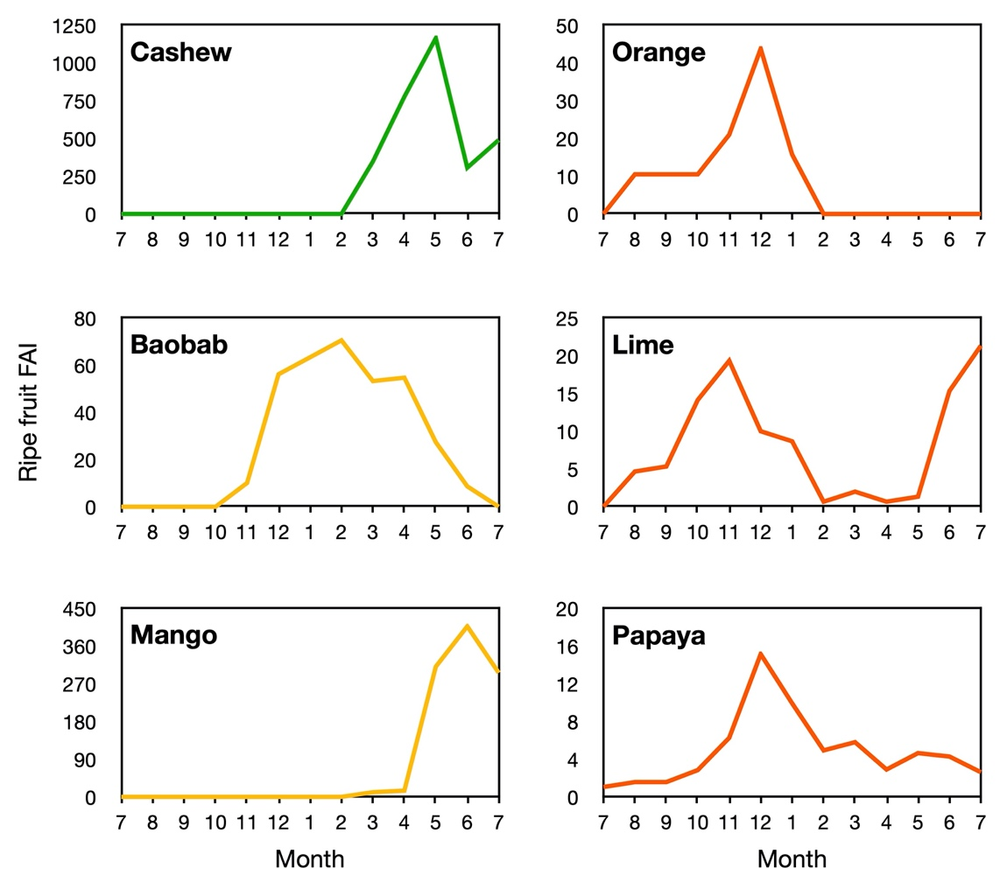 Ripe fruit FAI
Cashew
1250
1000
750
500
250
0
7 8 9 10 11 12 1 2 3 4 5 6 7
Orange
50
40
30
20
10
0
7 8 9 10 11 12 1 2 3 4 5 6 7
Baobab
80
60
40
20
0
7 8 9 10 11 12 1 2 3 4 5 6 7
Lime
25
20
15
10
5
0
7 8 9 10 11 12 1 2 3 4 5 6 7
Mango
450
360
270
180
90
0
7 8 9 10 11 12 1 2 3 4 5 6 7
Month
Papaya
20
16
12
8
4
0
7 8 9 10 11 12 1 2 3 4 5 6 7
Month